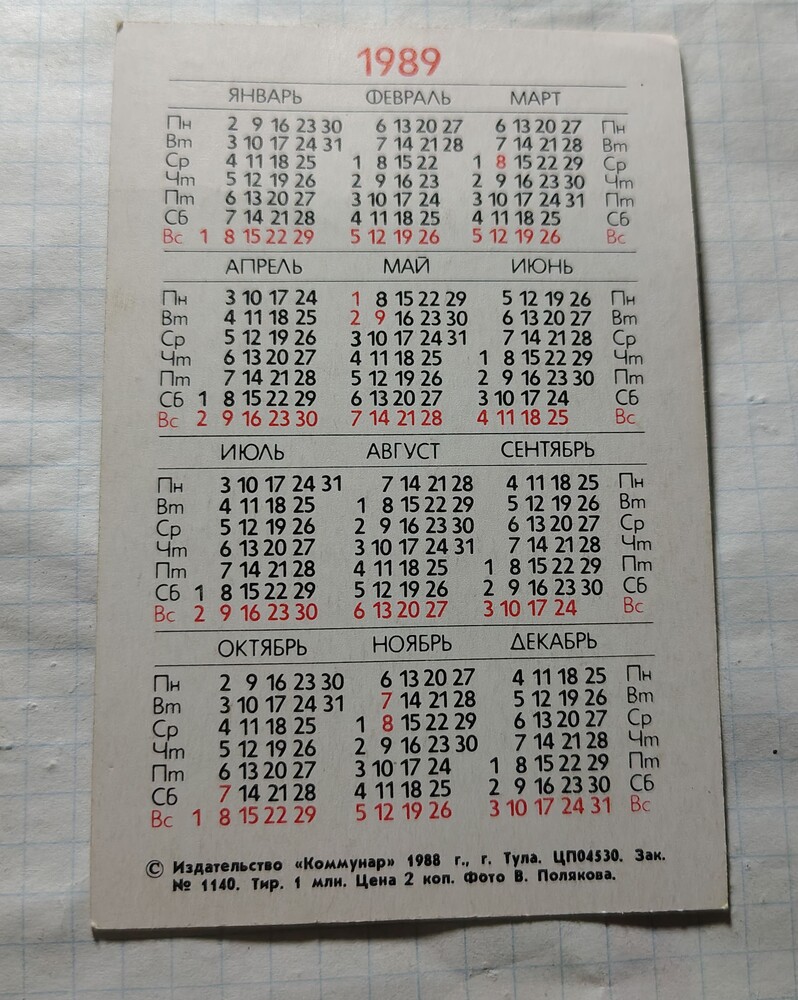 1989
ЯНВАРЬ ФЕВРАЛЬ МАРТ
Пн 2 9 16 23 30 6 13 20 27 6 13 20 27 Пн
Вт 3 10 17 24 31 7 14 21 28 7 14 21 28 Вт
Ср 4 11 18 25 1 8 15 22 1 8 15 22 29 Ср
Чт 5 12 19 26 2 9 16 23 2 9 16 23 30 Чт
Пт 6 13 20 27 3 10 17 24 3 10 17 24 31 Пт
Сб 7 14 21 28 4 11 18 25 4 11 18 25 Сб
Вс 1 8 15 22 29 5 12 19 26 5 12 19 26 Вс
АПРЕЛЬ МАЙ ИЮНЬ
Пн 3 10 17 24 1 8 15 22 29 5 12 19 26 Пн
Вт 4 11 18 25 2 9 16 23 30 6 13 20 27 Вт
Ср 5 12 19 26 3 10 17 24 31 7 14 21 28 Ср
Чт 6 13 20 27 4 11 18 25 1 8 15 22 29 Чт
Пт 7 14 21 28 5 12 19 26 2 9 16 23 30 Пт
Сб 1 8 15 22 29 6 13 20 27 3 10 17 24 Сб
Вс 2 9 16 23 30 7 14 21 28 4 11 18 25 Вс
ИЮЛЬ АВГУСТ СЕНТЯБРЬ
Пн 3 10 17 24 31 7 14 21 28 4 11 18 25 Пн
Вт 4 11 18 25 1 8 15 22 29 5 12 19 26 Вт
Ср 5 12 19 26 2 9 16 23 30 6 13 20 27 Ср
Чт 6 13 20 27 3 10 17 24 31 7 14 21 28 Чт
Пт 7 14 21 28 4 11 18 25 1 8 15 22 29 Пт
Сб 1 8 15 22 29 5 12 19 26 2 9 16 23 30 Сб
Вс 2 9 16 23 30 6 13 20 27 3 10 17 24 Вс
ОКТЯБРЬ НОЯБРЬ ДЕКАБРЬ
Пн 2 9 16 23 30 6 13 20 27 4 11 18 25 Пн
Вт 3 10 17 24 31 7 14 21 28 5 12 19 26 Вт
Ср 4 11 18 25 1 8 15 22 29 6 13 20 27 Ср
Чт 5 12 19 26 2 9 16 23 30 7 14 21 28 Чт
Пт 6 13 20 27 3 10 17 24 1 8 15 22 29 Пт
Сб 7 14 21 28 4 11 18 25 2 9 16 23 30 Сб
Вс 1 8 15 22 29 5 12 19 26 3 10 17 24 31 Вс
© Издательство «Коммунар» 1988 г., г. Тула. ЦП04530. Зак.
№ 1140. Тир. 1 млн. Цена 2 коп. Фото В. Полякова.